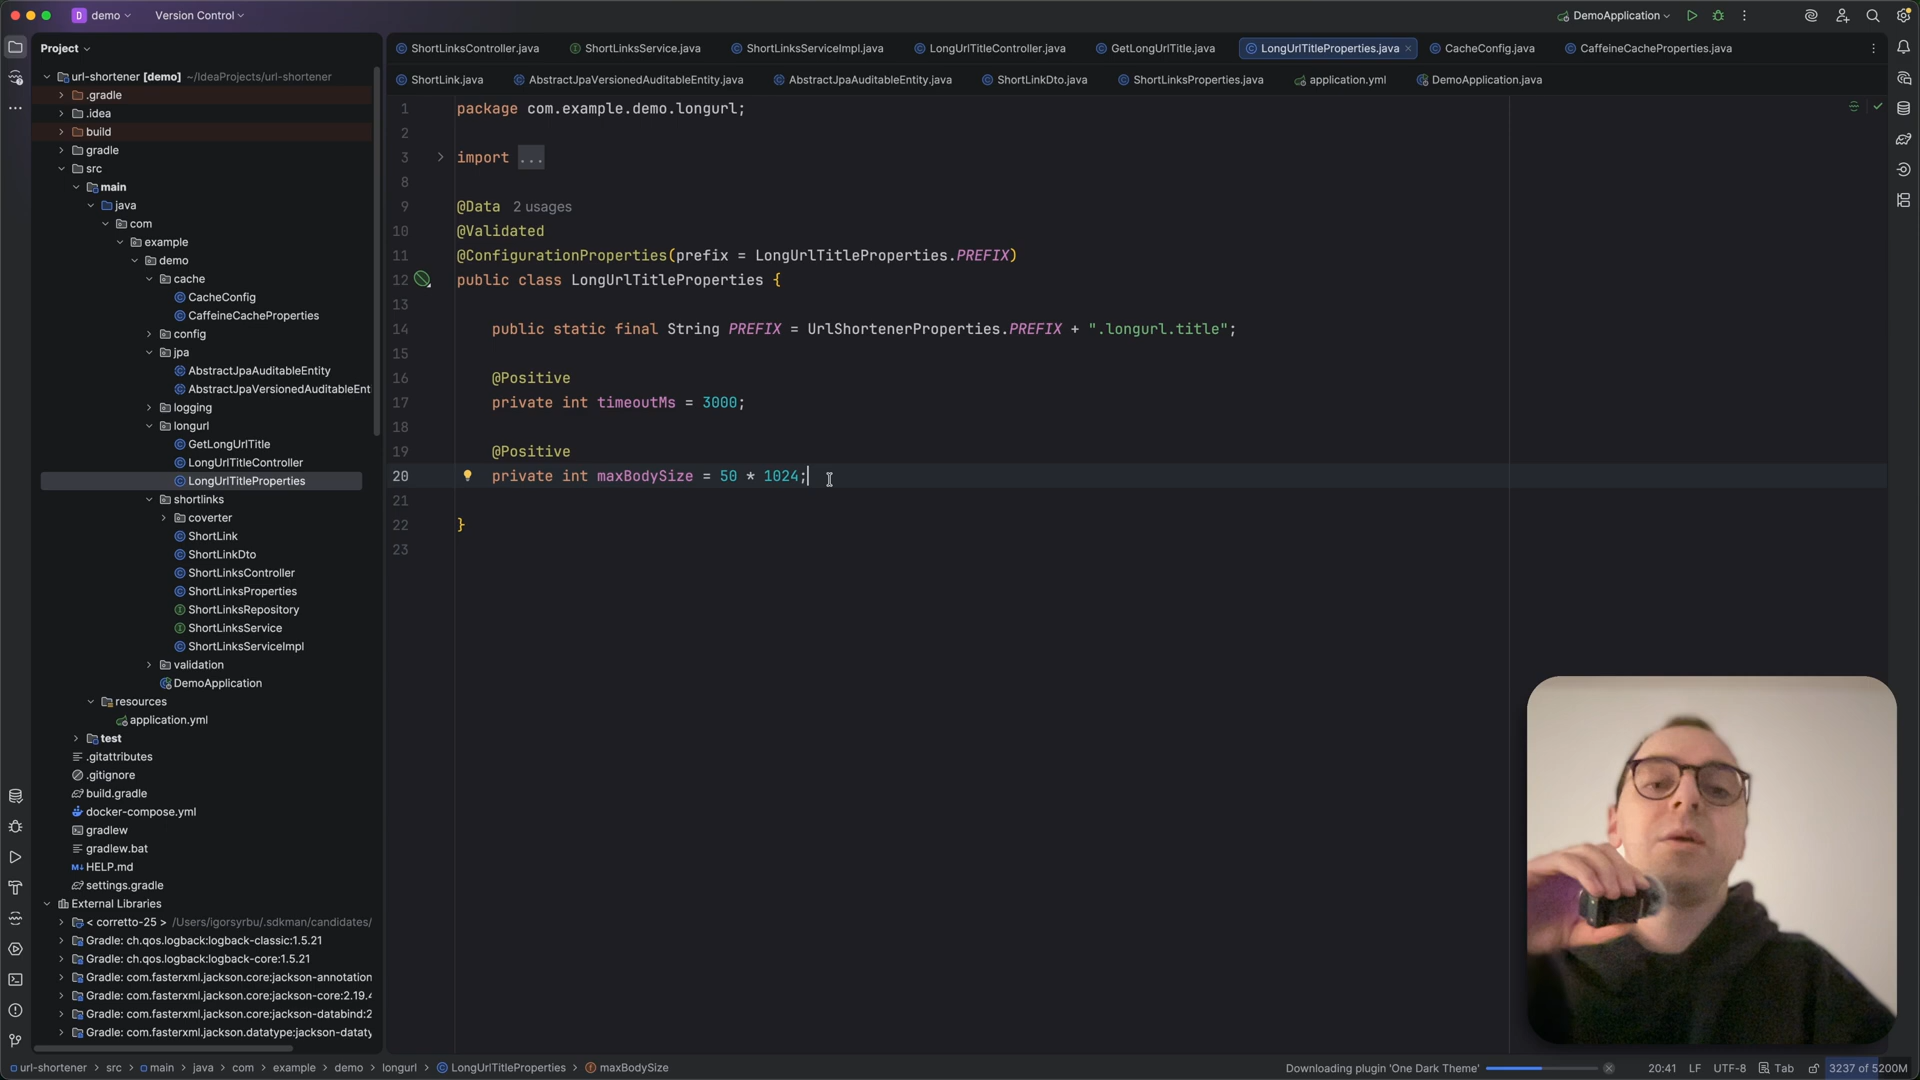 D demo
Version Control
DemoApplication
Project
ShortLinksController.java
ShortLinksService.java
ShortLinksServiceImpl.java
LongUrlTitleController.java
GetLongUrlTitle.java
LongUrlTitleProperties.java
CacheConfig.java
CaffeineCacheProperties.java
ShortLink.java
AbstractJpaVersionedAuditableEntity.java
AbstractJpaAuditableEntity.java
ShortLinkDto.java
ShortLinksProperties.java
application.yml
DemoApplication.java
url-shortener [demo] ~/IdeaProjects/url-shortener
.gradle
.idea
build
gradle
src
main
java
com
example
demo
cache
CacheConfig
CaffeineCacheProperties
config
jpa
AbstractJpaAuditableEntity
AbstractJpaVersionedAuditableEnt
logging
longurl
GetLongUrlTitle
LongUrlTitleController
LongUrlTitleProperties
shortlinks
coverter
ShortLink
ShortLinkDto
ShortLinksController
ShortLinksProperties
ShortLinksRepository
ShortLinksService
ShortLinksServiceImpl
validation
DemoApplication
resources
application.yml
test
.gitattributes
.gitignore
build.gradle
docker-compose.yml
gradlew
gradlew.bat
M↓ HELP.md
settings.gradle
External Libraries
< corretto-25 > /Users/igorsyrbu/.sdkman/candidates/
Gradle: ch.qos.logback:logback-classic:1.5.21
Gradle: ch.qos.logback:logback-core:1.5.21
Gradle: com.fasterxml.jackson.core:jackson-annotation
Gradle: com.fasterxml.jackson.core:jackson-core:2.19.4
Gradle: com.fasterxml.jackson.core:jackson-databind:2
Gradle: com.fasterxml.jackson.datatype:jackson-dataty
1 package com.example.demo.longurl;
2
3 import ...
8
9 @Data 2 usages
10 @Validated
11 @ConfigurationProperties(prefix = LongUrlTitleProperties.PREFIX)
12 public class LongUrlTitleProperties {
13
14 public static final String PREFIX = UrlShortenerProperties.PREFIX + ".longurl.title";
15
16 @Positive
17 private int timeoutMs = 3000;
18
19 @Positive
20 private int maxBodySize = 50 * 1024;
21
22 }
23
url-shortener > src > main > java > com > example > demo > longurl > LongUrlTitleProperties > maxBodySize
Downloading plugin 'One Dark Theme'
20:41 LF UTF-8 Tab 3237 of 5200M